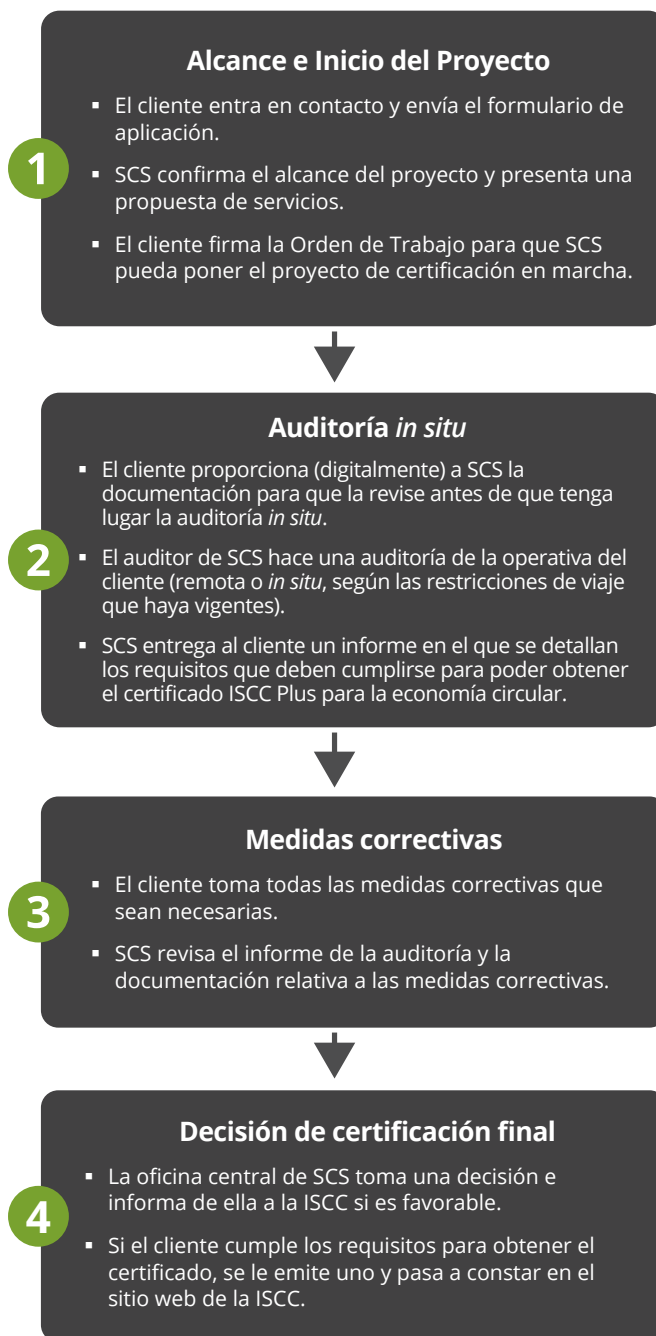 Alcance e Inicio del Proyecto
▪ El cliente entra en contacto y envía el formulario de
aplicación.
1
▪ SCS confirma el alcance del proyecto y presenta una
propuesta de servicios.
▪ El cliente firma la Orden de Trabajo para que SCS
pueda poner el proyecto de certificación en marcha.
Auditoría in situ
▪ El cliente proporciona (digitalmente) a SCS la
documentación para que la revise antes de que tenga
lugar la auditoría in situ.
2
▪ El auditor de SCS hace una auditoría de la operativa del
cliente (remota o in situ, según las restricciones de viaje
que haya vigentes).
▪ SCS entrega al cliente un informe en el que se detallan
los requisitos que deben cumplirse para poder obtener
el certificado ISCC Plus para la economía circular.
Medidas correctivas
▪ El cliente toma todas las medidas correctivas que
sean necesarias.
3
▪ SCS revisa el informe de la auditoría y la
documentación relativa a las medidas correctivas.
Decisión de certificación final
▪ La oficina central de SCS toma una decisión e
informa de ella a la ISCC si es favorable.
4
▪ Si el cliente cumple los requisitos para obtener el
certificado, se le emite uno y pasa a constar en el
sitio web de la ISCC.